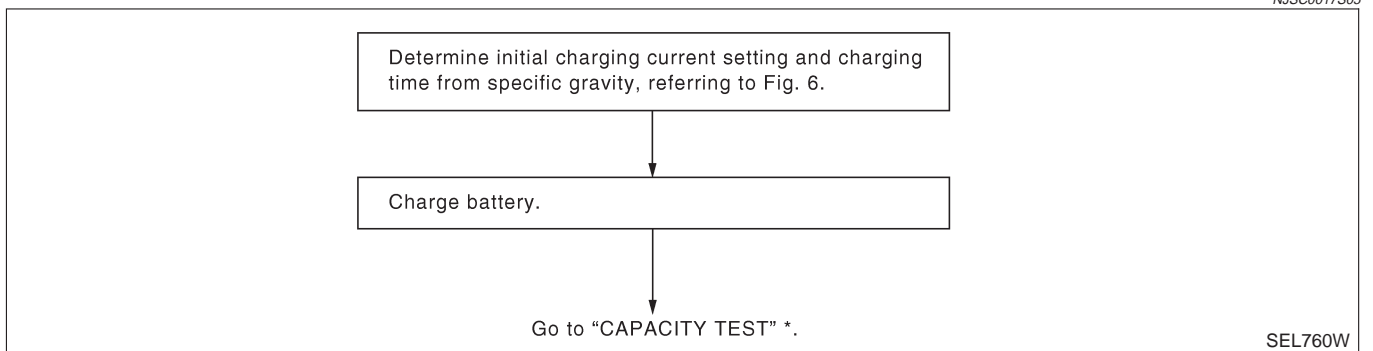 Determine initial charging current setting and charging
time from specific gravity, referring to Fig. 6.
Charge battery.
Go to “CAPACITY TEST” *.
SEL760W